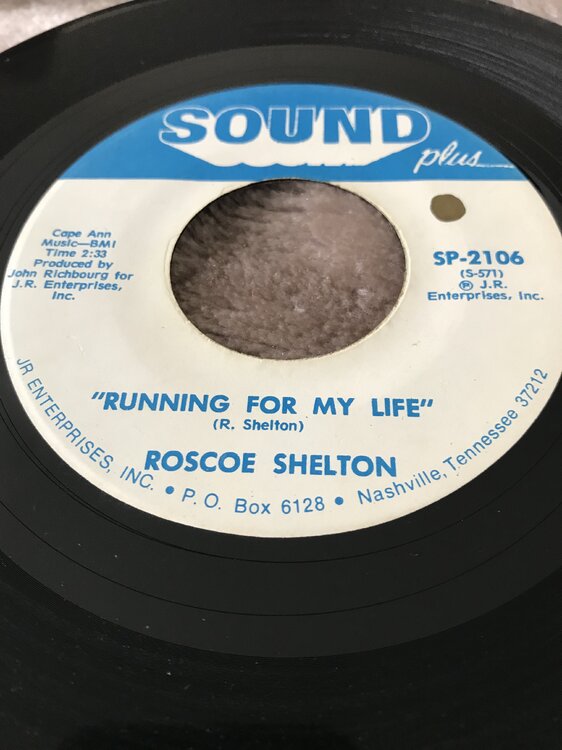 SOUND
plus
Cape Ann
Music—BMI
Time 2:33
Produced by
John Richbourg for
J.R. Enterprises,
Inc.
SP-2106
(S-571)
Ⓟ J.R.
Enterprises, Inc.
"RUNNING FOR MY LIFE"
(R. Shelton)
ROSCOE SHELTON
JR ENTERPRISES, INC. • P.O. Box 6128 • Nashville, Tennessee 37212